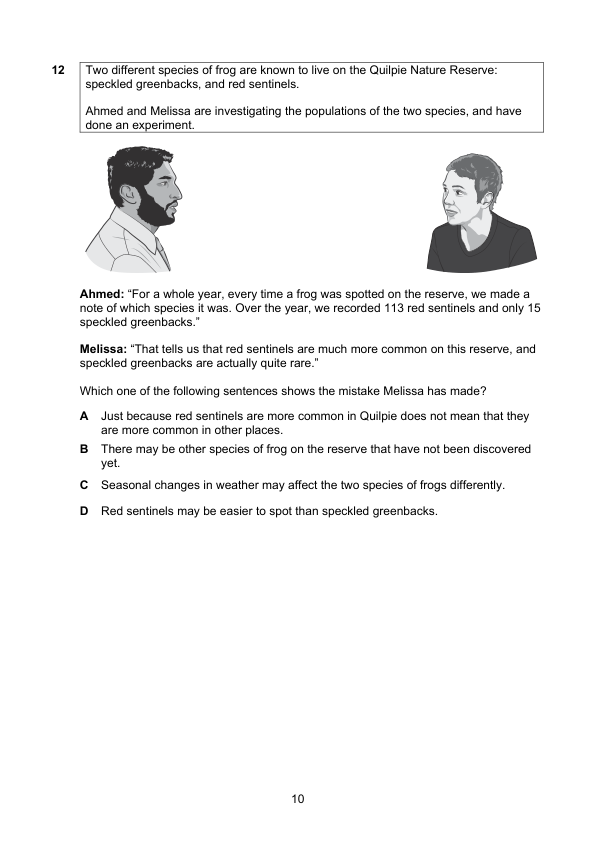 12 Two different species of frog are known to live on the Quilpie Nature Reserve:
speckled greenbacks, and red sentinels.
Ahmed and Melissa are investigating the populations of the two species, and have
done an experiment.
Ahmed: “For a whole year, every time a frog was spotted on the reserve, we made a
note of which species it was. Over the year, we recorded 113 red sentinels and only 15
speckled greenbacks.”
Melissa: “That tells us that red sentinels are much more common on this reserve, and
speckled greenbacks are actually quite rare.”
Which one of the following sentences shows the mistake Melissa has made?
A Just because red sentinels are more common in Quilpie does not mean that they
are more common in other places.
B There may be other species of frog on the reserve that have not been discovered
yet.
C Seasonal changes in weather may affect the two species of frogs differently.
D Red sentinels may be easier to spot than speckled greenbacks.
10